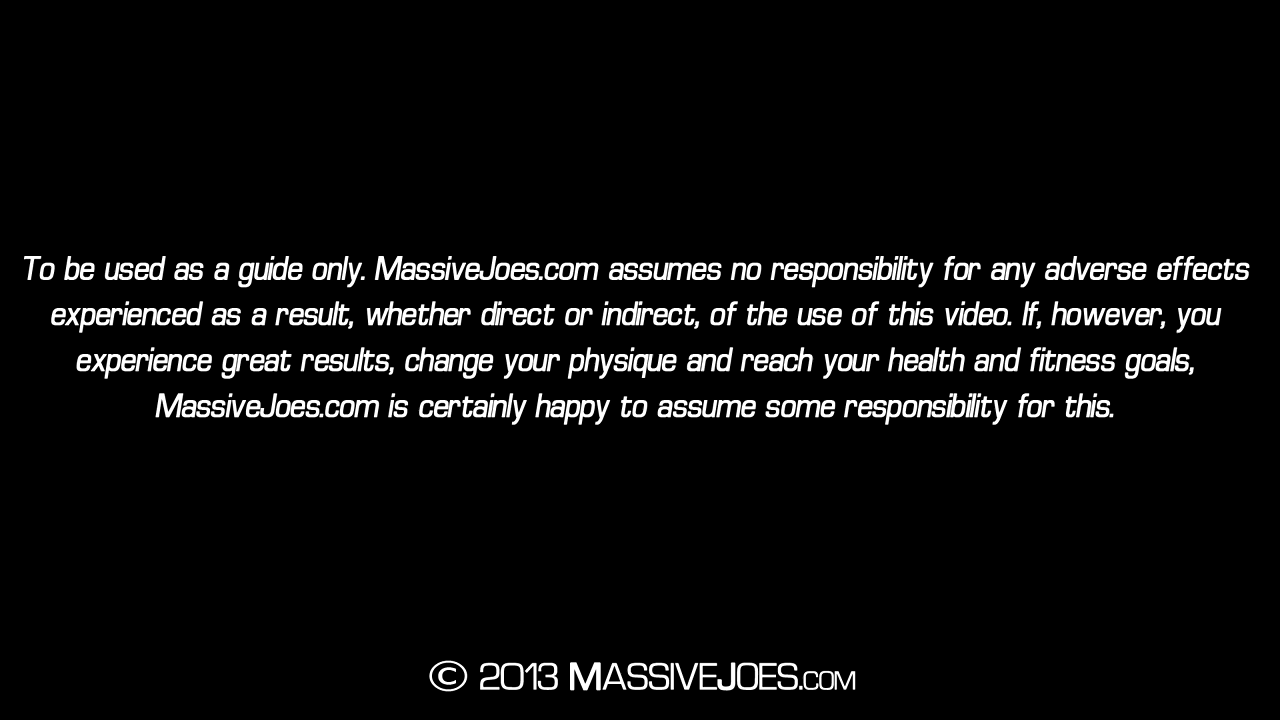 To be used as a guide only. MassiveJoes.com assumes no responsibility for any adverse effects
experienced as a result, whether direct or indirect, of the use of this video. If, however, you
experience great results, change your physique and reach your health and fitness goals,
MassiveJoes.com is certainly happy to assume some responsibility for this.
© 2013 MASSIVEJOES.COM